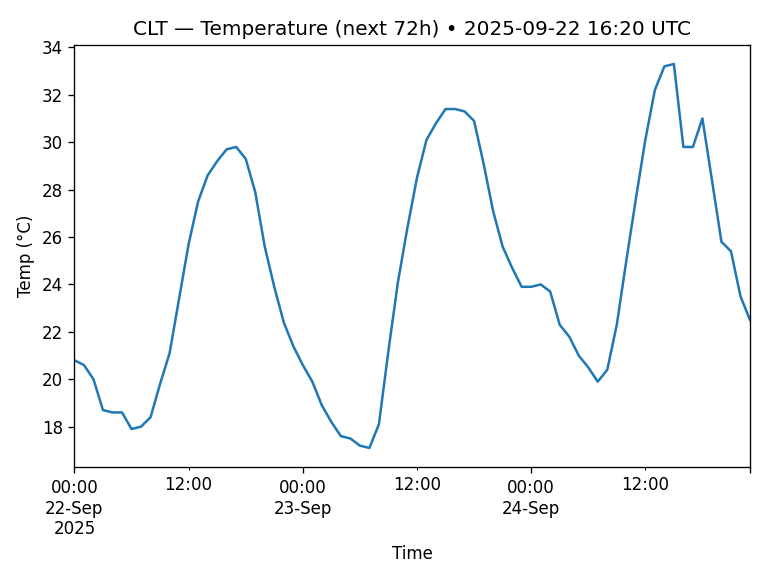 CLT — Temperature (next 72h) • 2025-09-22 16:20 UTC
34
32
30
28
26
24
22
20
18
Temp (°C)
00:00 12:00 00:00 12:00 00:00 12:00
22-Sep 23-Sep 24-Sep
2025
Time